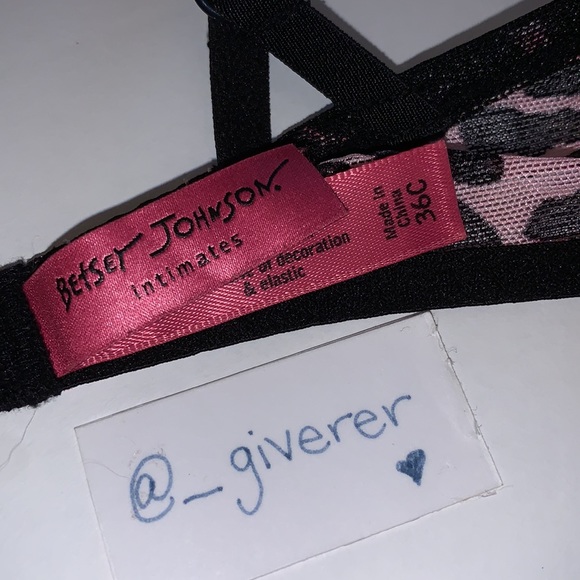 BETSEY JOHNSON.
intimates
of decoration
& elastic
Made in
China
36C
@_giverer